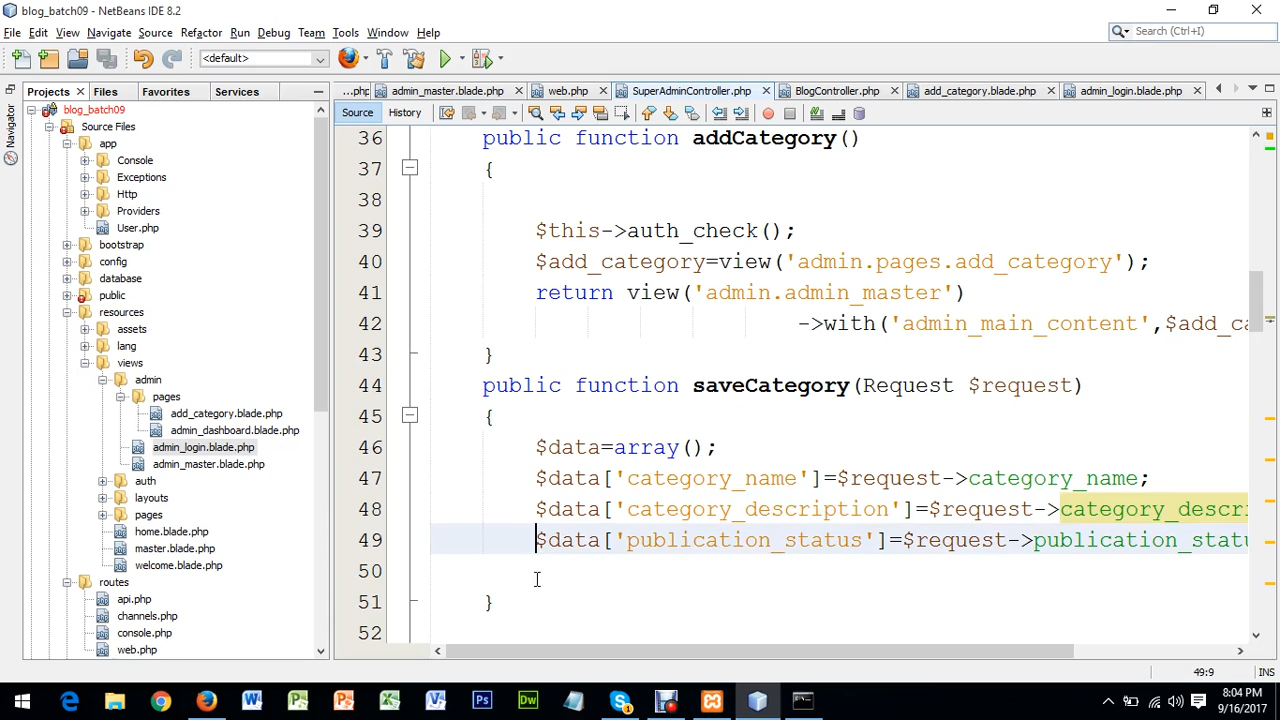 blog_batch09 - NetBeans IDE 8.2
File Edit View Navigate Source Refactor Run Debug Team Tools Window Help
Search (Ctrl+I)
<default>
Projects Files Favorites Services
...php admin_master.blade.php web.php SuperAdminController.php BlogController.php add_category.blade.php admin_login.blade.php
Source History
Navigator
blog_batch09
Source Files
app
Console
Exceptions
Http
Providers
User.php
bootstrap
config
database
public
resources
assets
lang
views
admin
pages
add_category.blade.php
admin_dashboard.blade.php
admin_login.blade.php
admin_master.blade.php
auth
layouts
pages
home.blade.php
master.blade.php
welcome.blade.php
routes
api.php
channels.php
console.php
web.php
36 public function addCategory()
37 {
38
39 $this->auth_check();
40 $add_category=view('admin.pages.add_category');
41 return view('admin.admin_master')
42 ->with('admin_main_content',$add_ca
43 }
44 public function saveCategory(Request $request)
45 {
46 $data=array();
47 $data['category_name']=$request->category_name;
48 $data['category_description']=$request->category_descri
49 $data['publication_status']=$request->publication_statu
50
51 }
52
49:9 INS
8:04 PM
9/16/2017